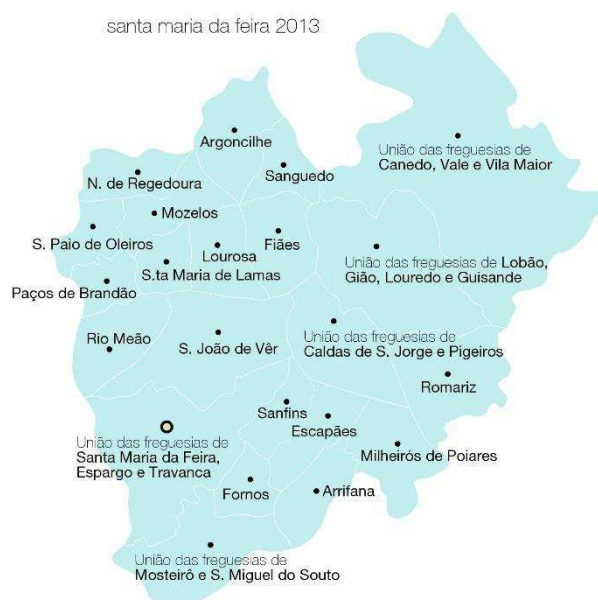 santa maria da feira 2013
Argoncilhe
União das freguesias de
Canedo, Vale e Vila Maior
Sanguedo
N. de Regedoura
Mozelos
S. Paio de Oleiros
Lourosa
Fiães
União das freguesias de Lobão,
Gião, Louredo e Guisande
S.ta Maria de Lamas
Paços de Brandão
Rio Meão
S. João de Vêr
União das freguesias de
Caldas de S. Jorge e Pigeiros
Romariz
Sanfins
Escapães
União das freguesias de
Santa Maria da Feira,
Espargo e Travanca
Milheirós de Poiares
Fornos
Arrifana
União das freguesias de
Mosteirô e S. Miguel do Souto